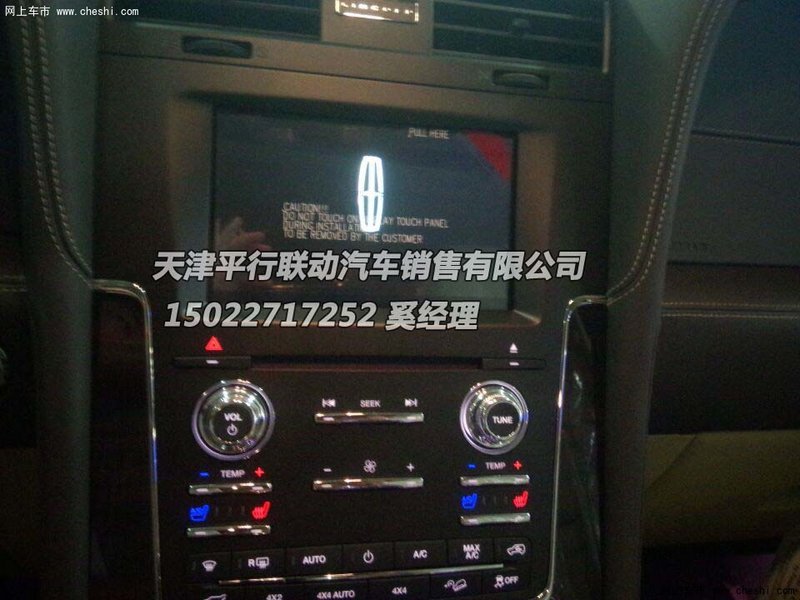 网上车市 www.cheshi.com
PULL HERE
CAUTION!!!
DO NOT TOUCH ON TOUCH PANEL
DURING
TO BE REMOVED BY THE CUSTOMER
天津平行联动汽车销售有限公司
15022717252 奚经理
VOL
SEEK
TUNE
- TEMP +
- +
- TEMP +
R
AUTO
A/C
MAX A/C
4X2
4X4 AUTO
4X4
OFF
cheshi.com